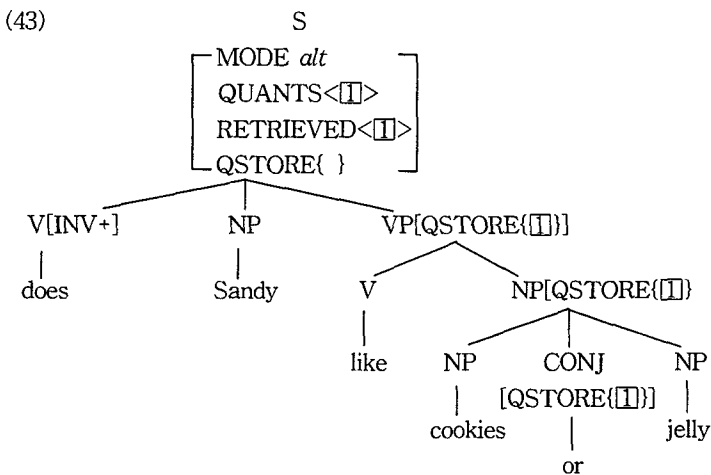 (43) S
MODE alt
QUANTS<[1]>
RETRIEVED<[1]>
QSTORE{ }
V[INV+] NP VP[QSTORE{[1]}]
does Sandy V NP[QSTORE{[1]}
like NP CONJ NP
[QSTORE{[1]}]
cookies jelly
or